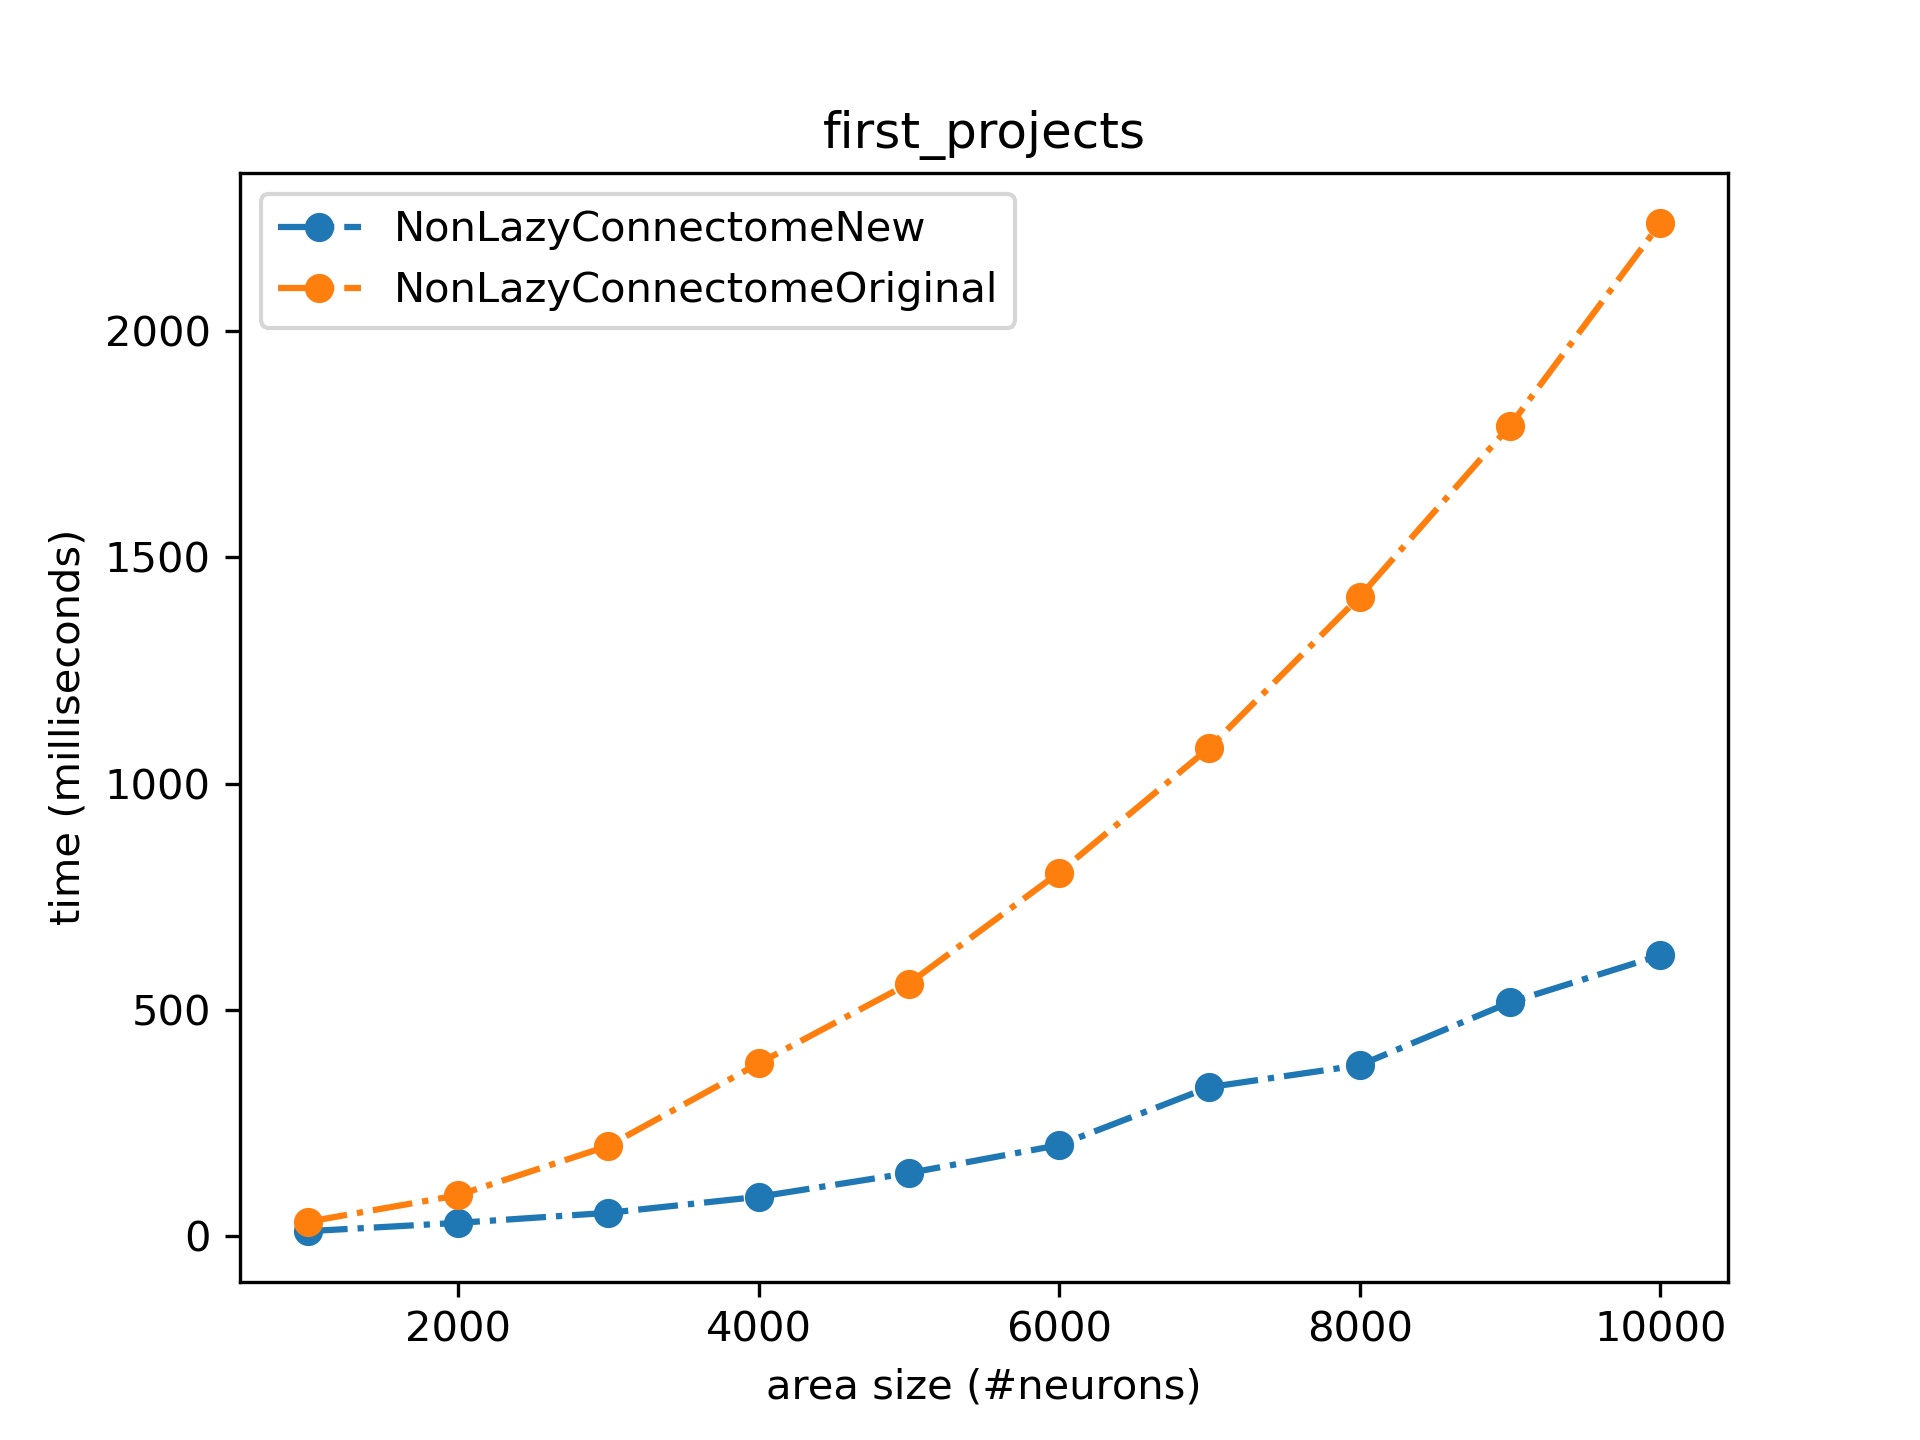 first_projects
NonLazyConnectomeNew
NonLazyConnectomeOriginal
2000
1500
1000
500
0
time (milliseconds)
2000 4000 6000 8000 10000
area size (#neurons)